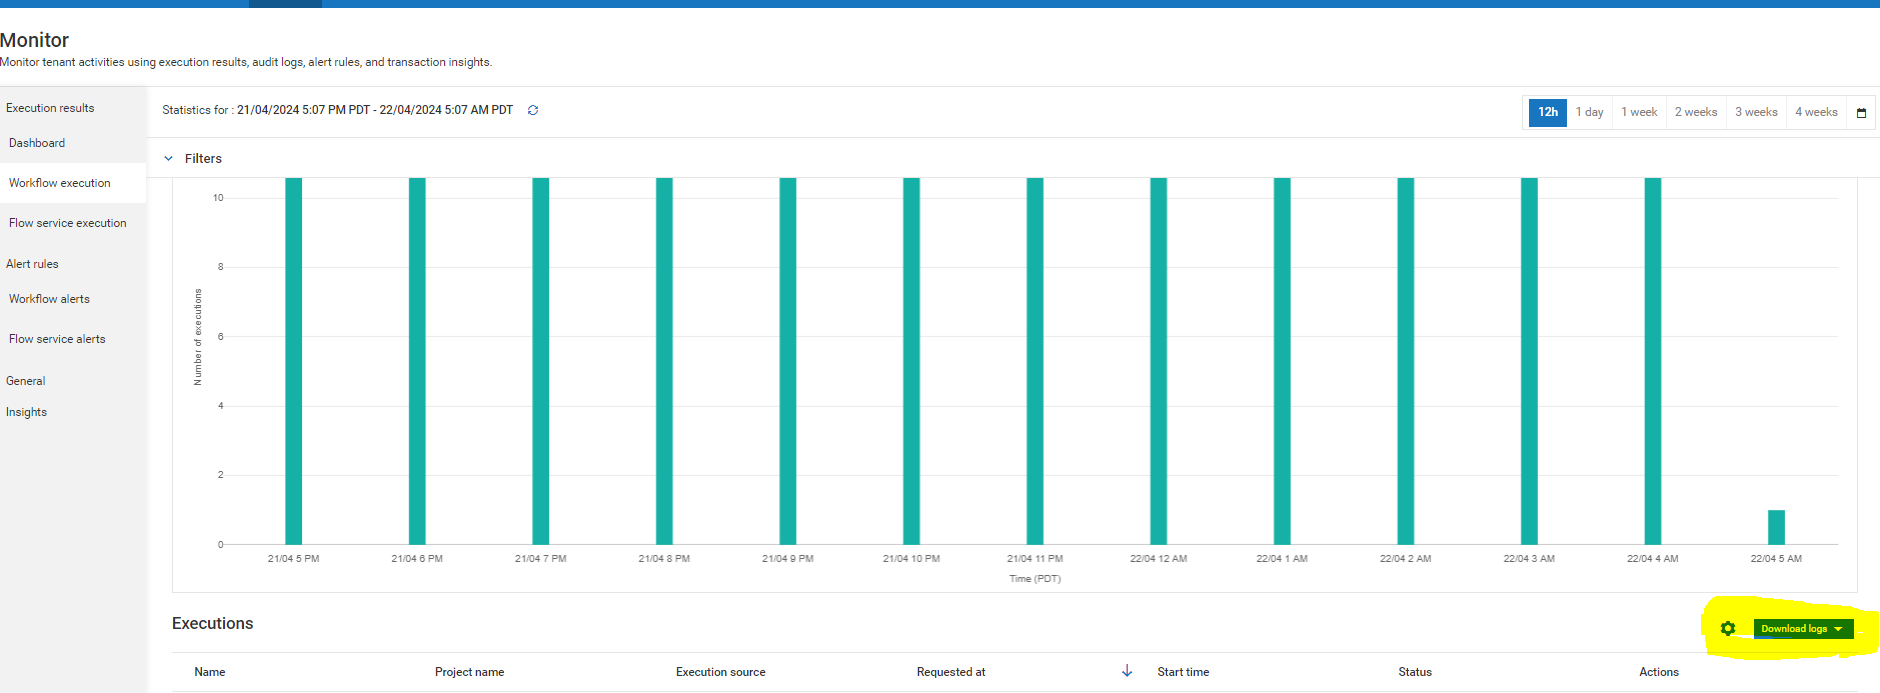 Monitor
Monitor tenant activities using execution results, audit logs, alert rules, and transaction insights.
Execution results
Dashboard
Workflow execution
Flow service execution
Alert rules
Workflow alerts
Flow service alerts
General
Insights
Statistics for : 21/04/2024 5:07 PM PDT - 22/04/2024 5:07 AM PDT
12h 1 day 1 week 2 weeks 3 weeks 4 weeks
Filters
Number of executions
10
8
6
4
2
0
21/04 5 PM 21/04 6 PM 21/04 7 PM 21/04 8 PM 21/04 9 PM 21/04 10 PM 21/04 11 PM 22/04 12 AM 22/04 1 AM 22/04 2 AM 22/04 3 AM 22/04 4 AM 22/04 5 AM
Time (PDT)
Executions
Download logs
Name Project name Execution source Requested at Start time Status Actions